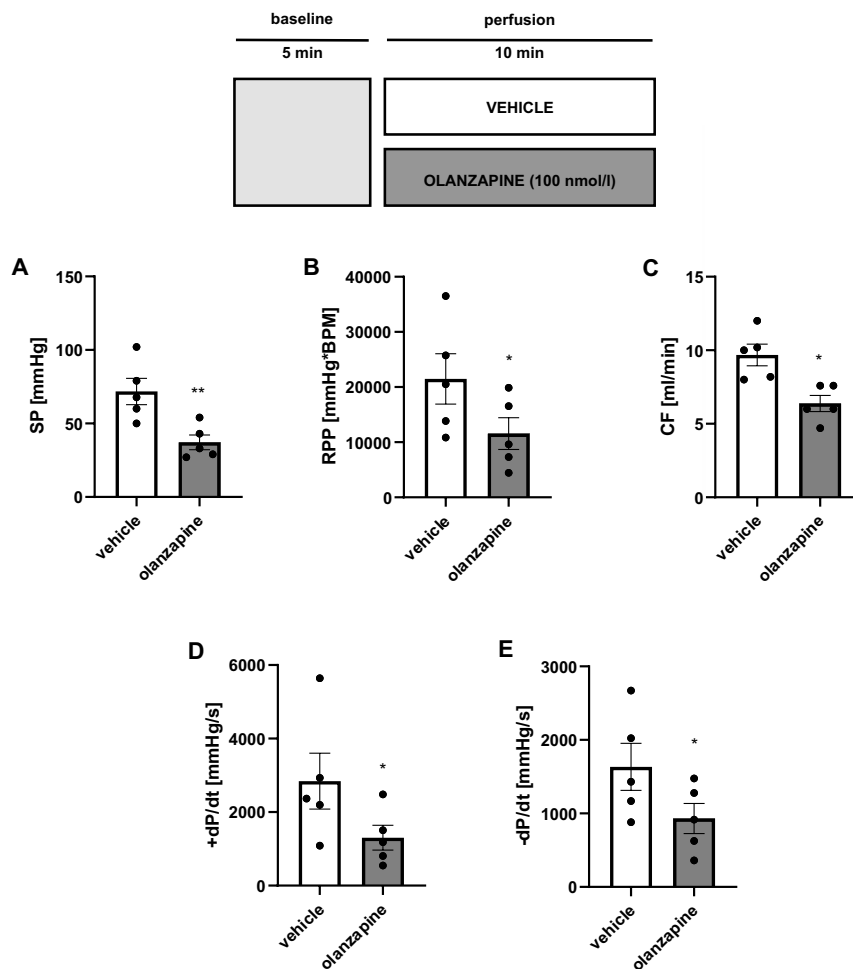 baseline perfusion
5 min 10 min
VEHICLE
OLANZAPINE (100 nmol/l)
A
SP [mmHg]
150
100
50
0
**
vehicle
olanzapine
B
RPP [mmHg*BPM]
40000
30000
20000
10000
0
*
vehicle
olanzapine
C
CF [ml/min]
15
10
5
0
*
vehicle
olanzapine
D
+dP/dt [mmHg/s]
6000
4000
2000
0
*
vehicle
olanzapine
E
-dP/dt [mmHg/s]
3000
2000
1000
0
*
vehicle
olanzapine